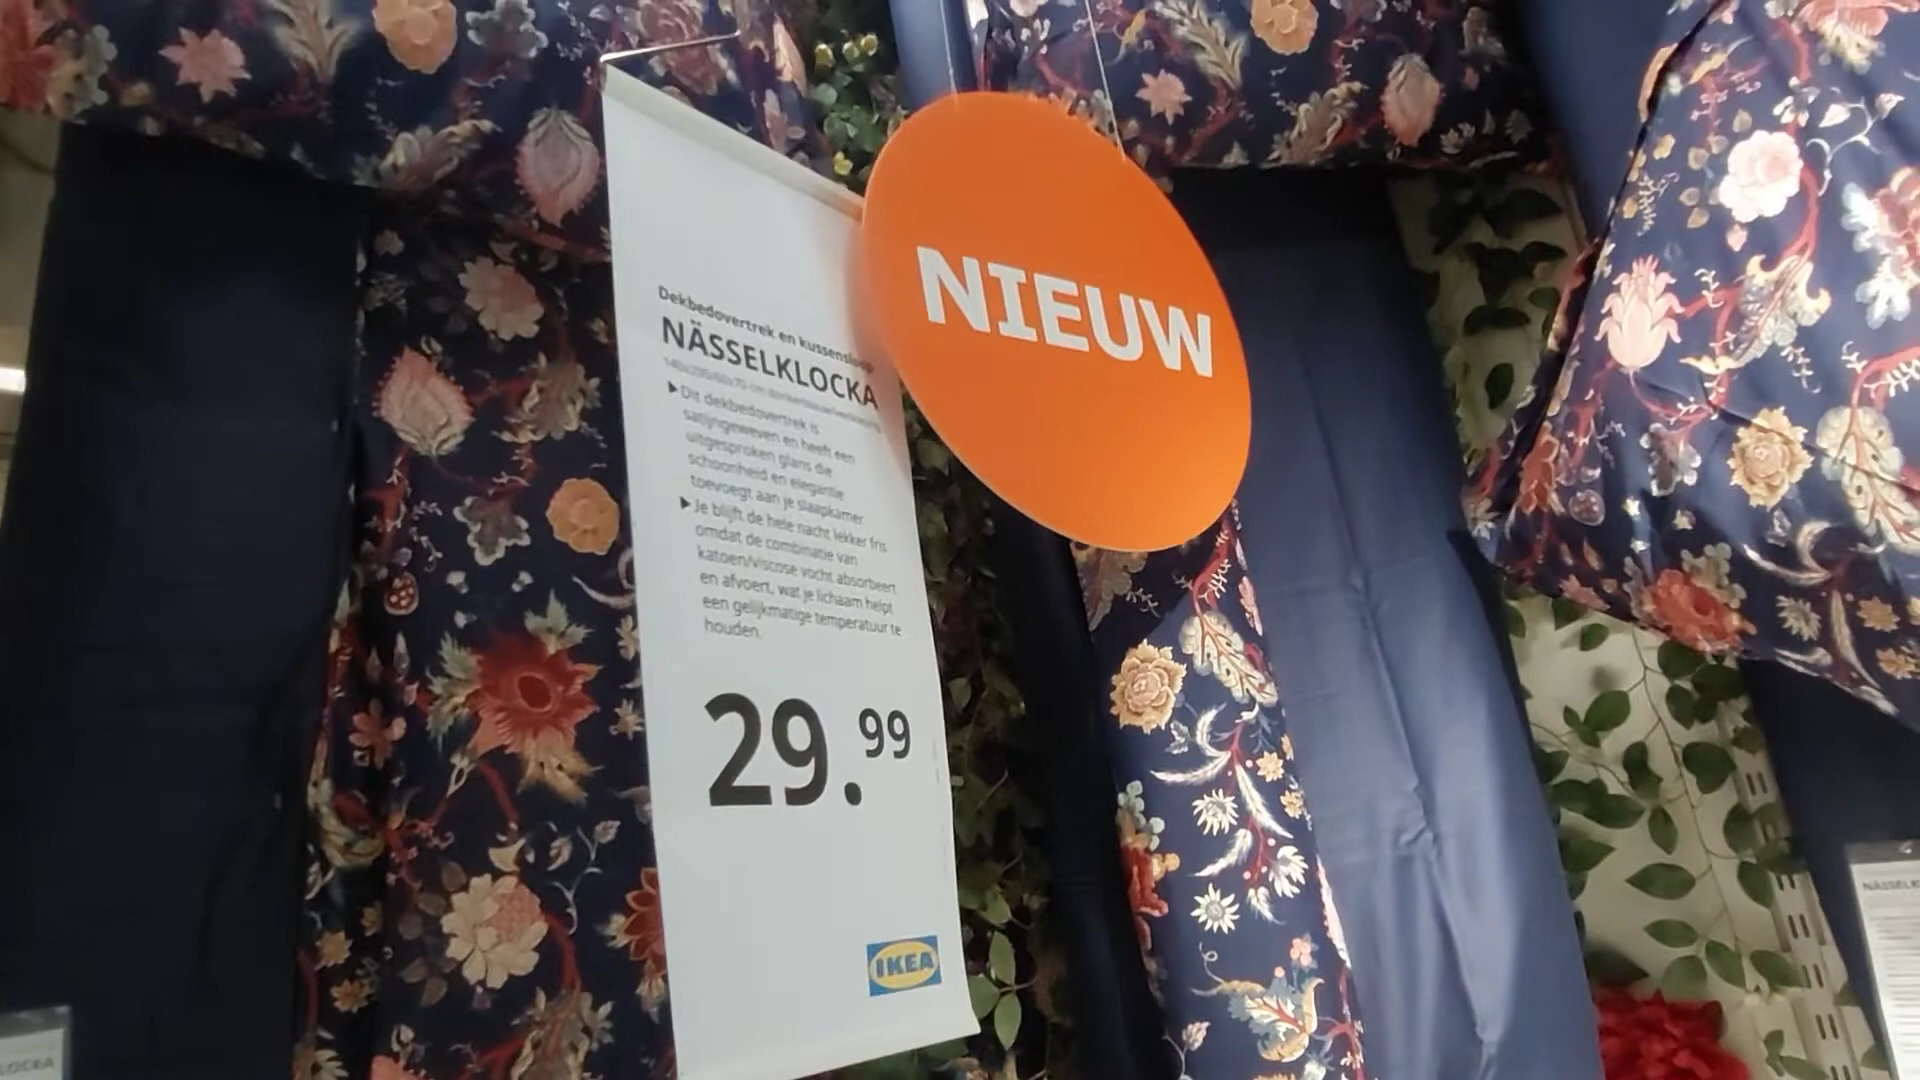 Dekbedovertrek en kussensloop
NÄSSELKLOCKA
▶ Dit dekbedovertrek is
satijngeweven en heeft een
uitgesproken glans die
schoonheid en elegantie
toevoegt aan je slaapkamer
▶ Je blijft de hele nacht lekker fris
omdat de combinatie van
katoen/viscose vocht absorbeert
en afvoert, wat je lichaam helpt
een gelijkmatige temperatuur te
houden.
29.99
IKEA
NIEUW
LOCKA